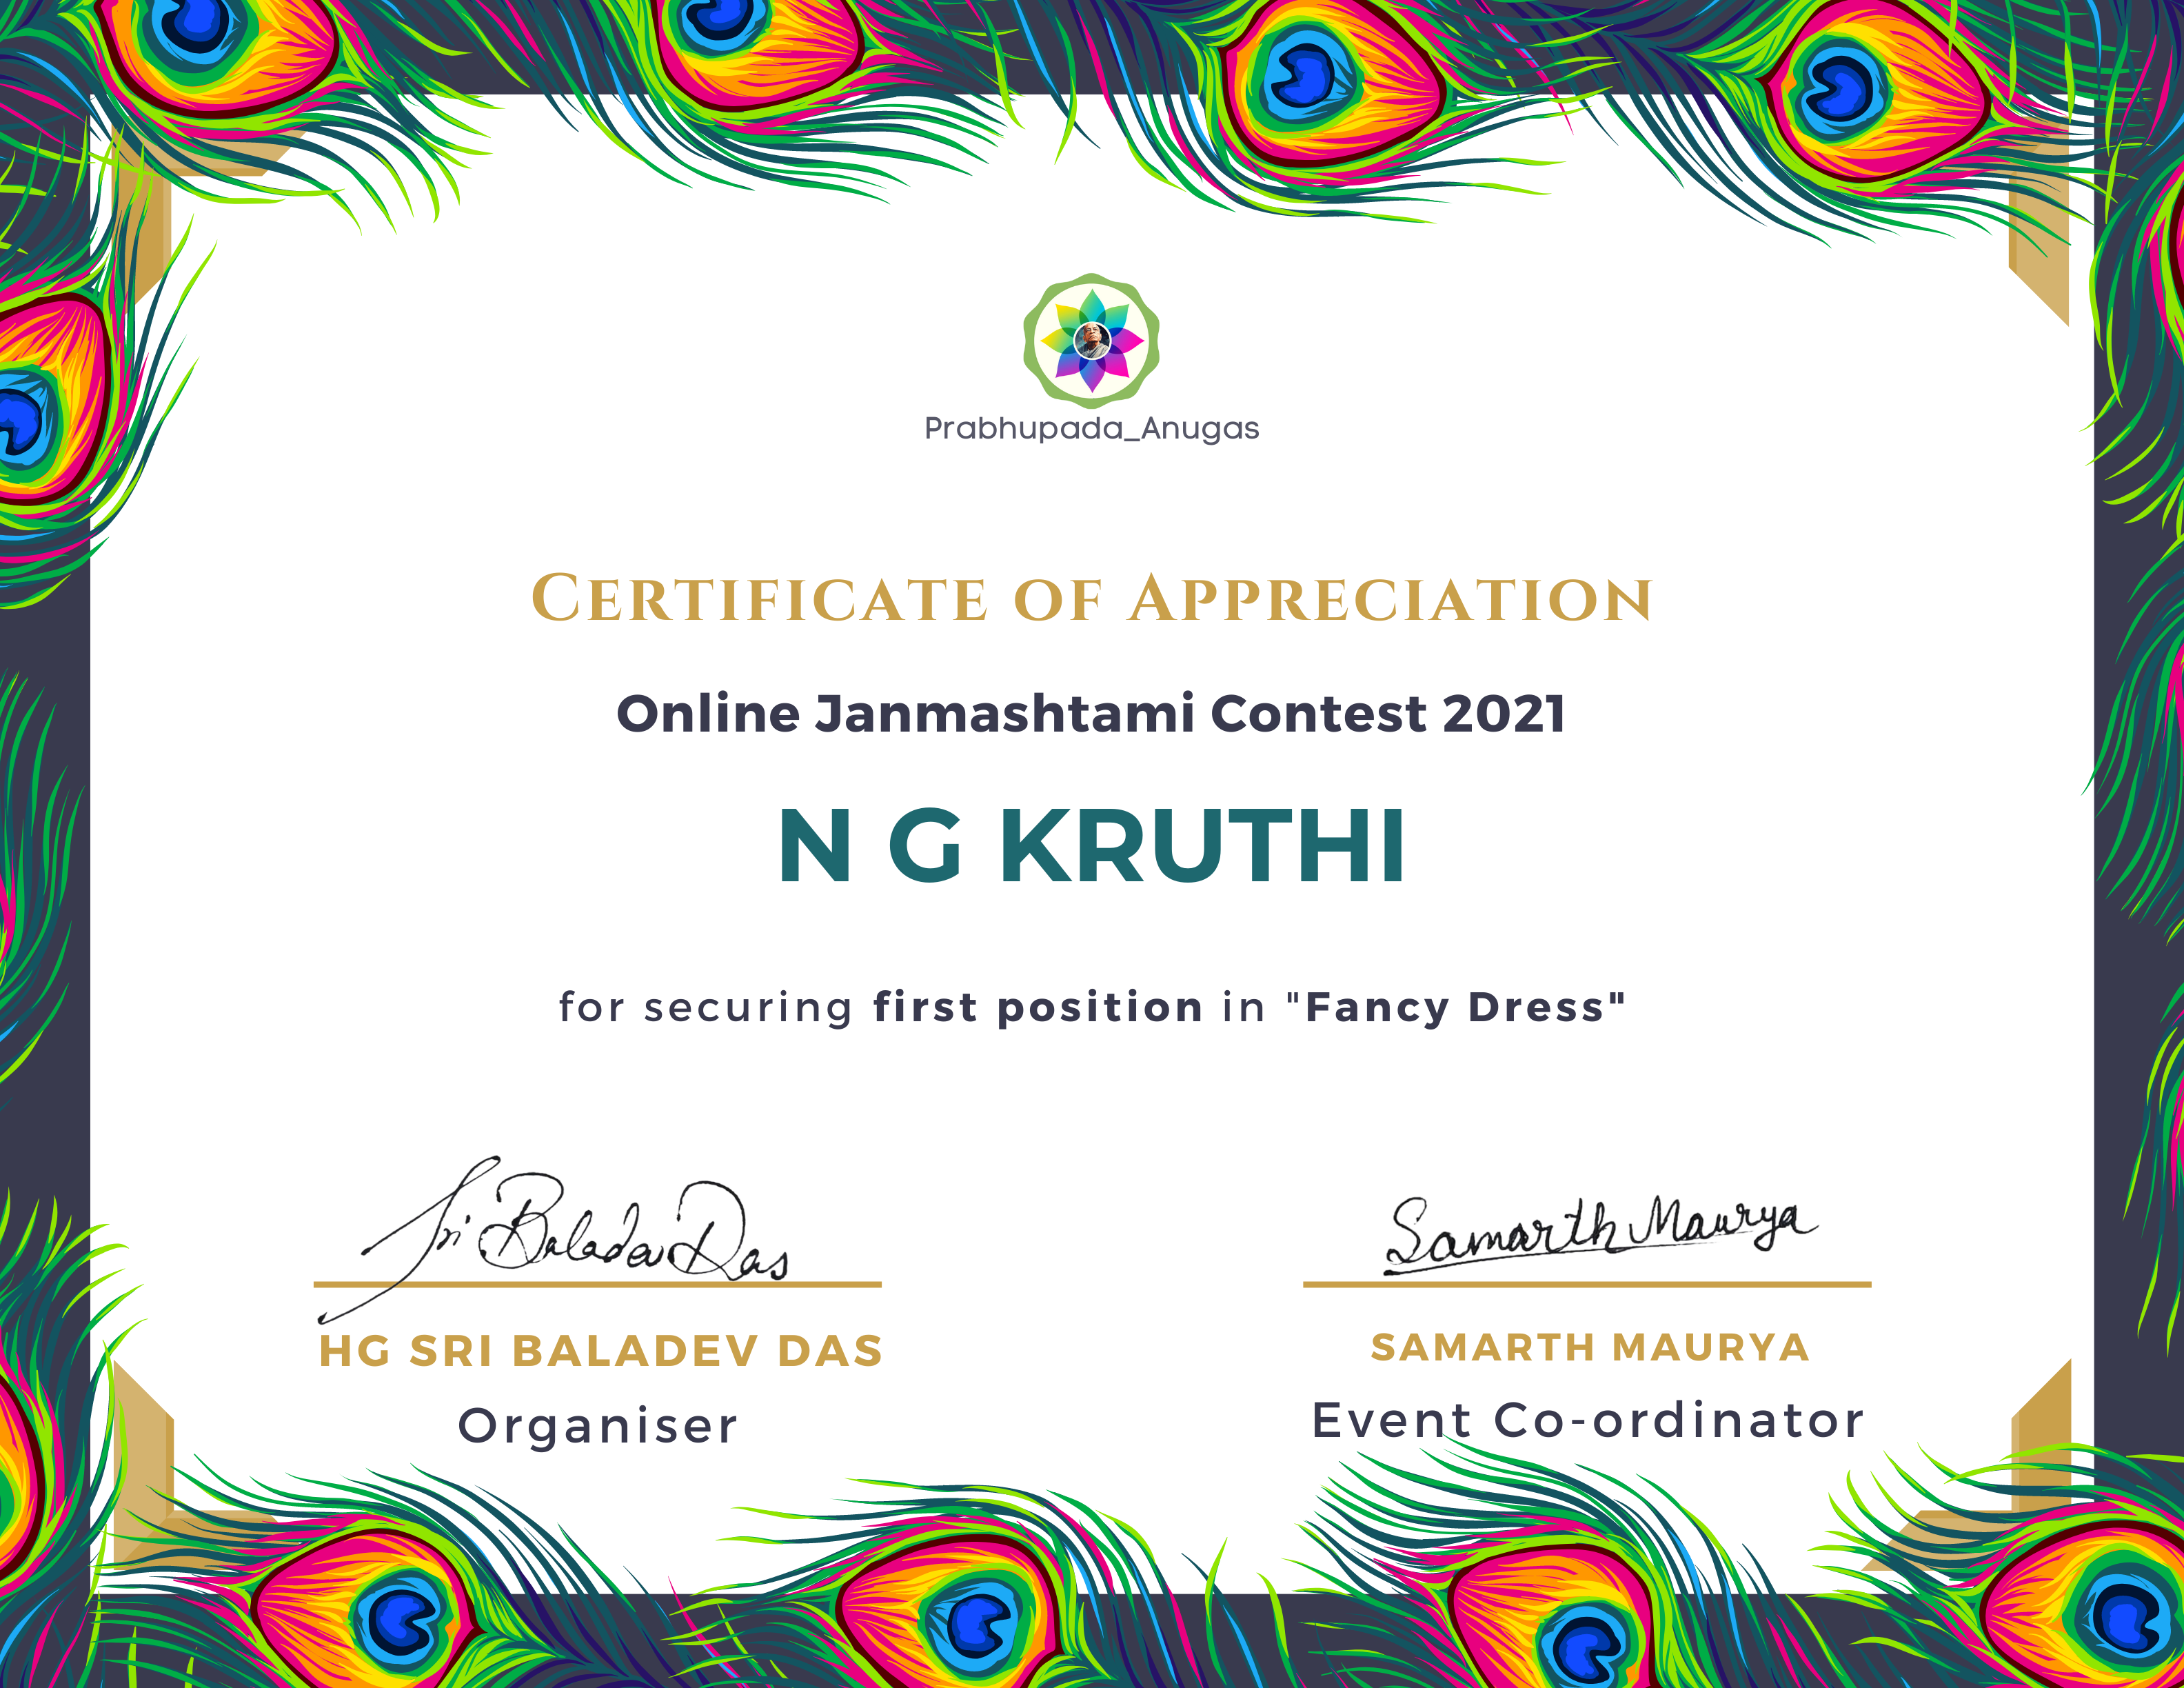 Prabhupada_Anugas
Certificate of Appreciation
Online Janmashtami Contest 2021
N G KRUTHI
for securing first position in "Fancy Dress"
Sri Baladev Das
Samarth Maurya
HG SRI BALADEV DAS
SAMARTH MAURYA
Organiser
Event Co-ordinator